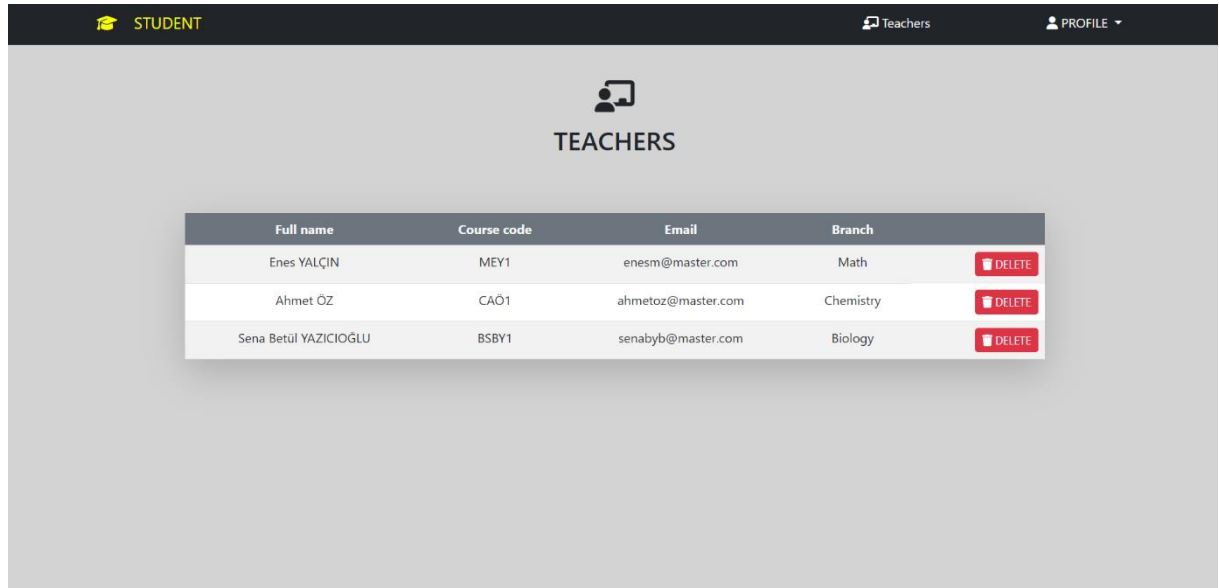 STUDENT Teachers PROFILE
TEACHERS
Full name Course code Email Branch
Enes YALÇIN MEY1 enesm@master.com Math DELETE
Ahmet ÖZ CAÖ1 ahmetoz@master.com Chemistry DELETE
Sena Betül YAZICIOĞLU BSBY1 senabyb@master.com Biology DELETE